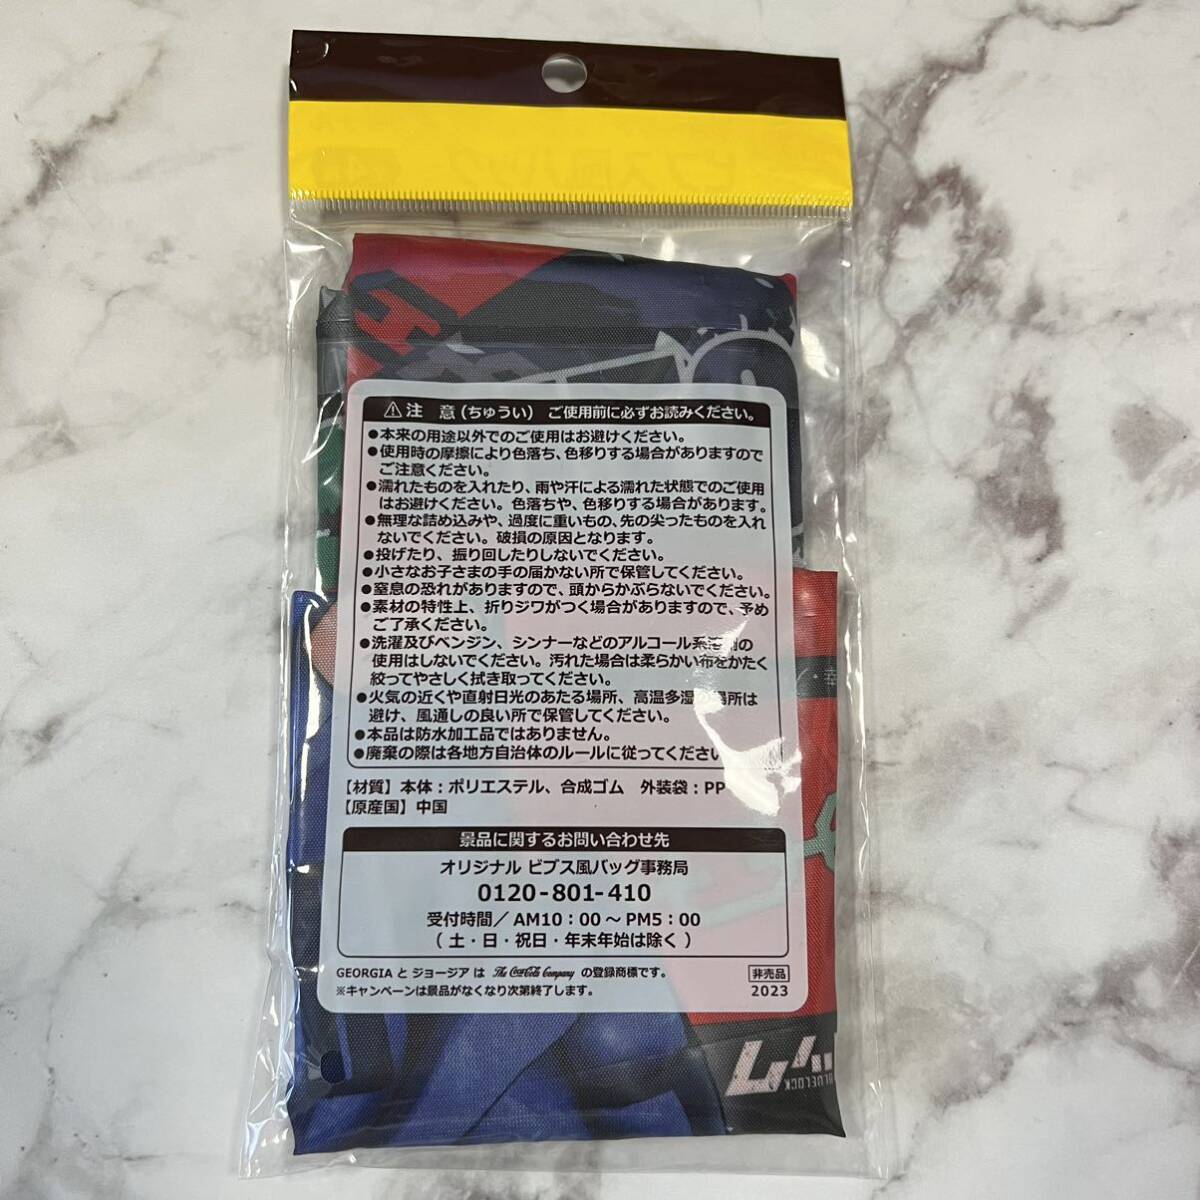 ⚠注 意(ちゅうい) ご使用前に必ずお読みください。
●本来の用途以外でのご使用はお避けください。
●使用時の摩擦により色落ち、色移りする場合がありますので
ご注意ください。
●濡れたものを入れたり、雨や汗による濡れた状態でのご使用
はお避けください。色落ちや、色移りする場合があります。
●無理な詰め込みや、過度に重いもの、先の尖ったものを入れ
ないでください。破損の原因となります。
●投げたり、振り回したりしないでください。
●小さなお子さまの手の届かない所で保管してください。
●窒息の恐れがありますので、頭からかぶらないでください。
●素材の特性上、折りジワがつく場合がありますので、予め
ご了承ください。
●洗濯及びベンジン、シンナーなどのアルコール系溶剤の
使用はしないでください。汚れた場合は柔らかい布をかたく
絞ってやさしく拭き取ってください。
●火気の近くや直射日光のあたる場所、高温多湿の場所は
避け、風通しの良い所で保管してください。
●本品は防水加工品ではありません。
●廃棄の際は各地方自治体のルールに従ってください
【材質】本体:ポリエステル、合成ゴム 外装袋:PP
【原産国】中国
景品に関するお問い合わせ先
オリジナル ビブス風バッグ事務局
0120-801-410
受付時間/AM10:00~PM5:00
(土・日・祝日・年末年始は除く)
GEORGIA と ジョージア は The Coca-Cola Company の登録商標です。
※キャンペーンは景品がなくなり次第終了します。
非売品
2023
BLUELOCK